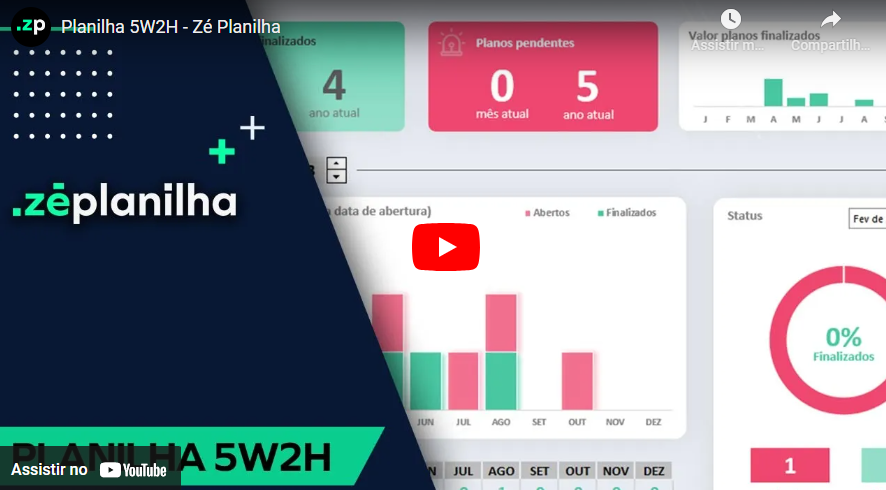 .zp
Planilha 5W2H - Zé Planilha
Assistir m...
Compartilh...
Finalizados
4
ano atual
Planos pendentes
0
mês atual
5
ano atual
Valor planos finalizados
J F M A M J J A
.zéplanilha
data de abertura)
Abertos
Finalizados
JUN JUL AGO SET OUT NOV DEZ
Status
Fev de
0%
Finalizados
1
PLANILHA 5W2H
Assistir no YouTube
JUL AGO SET OUT NOV DEZ